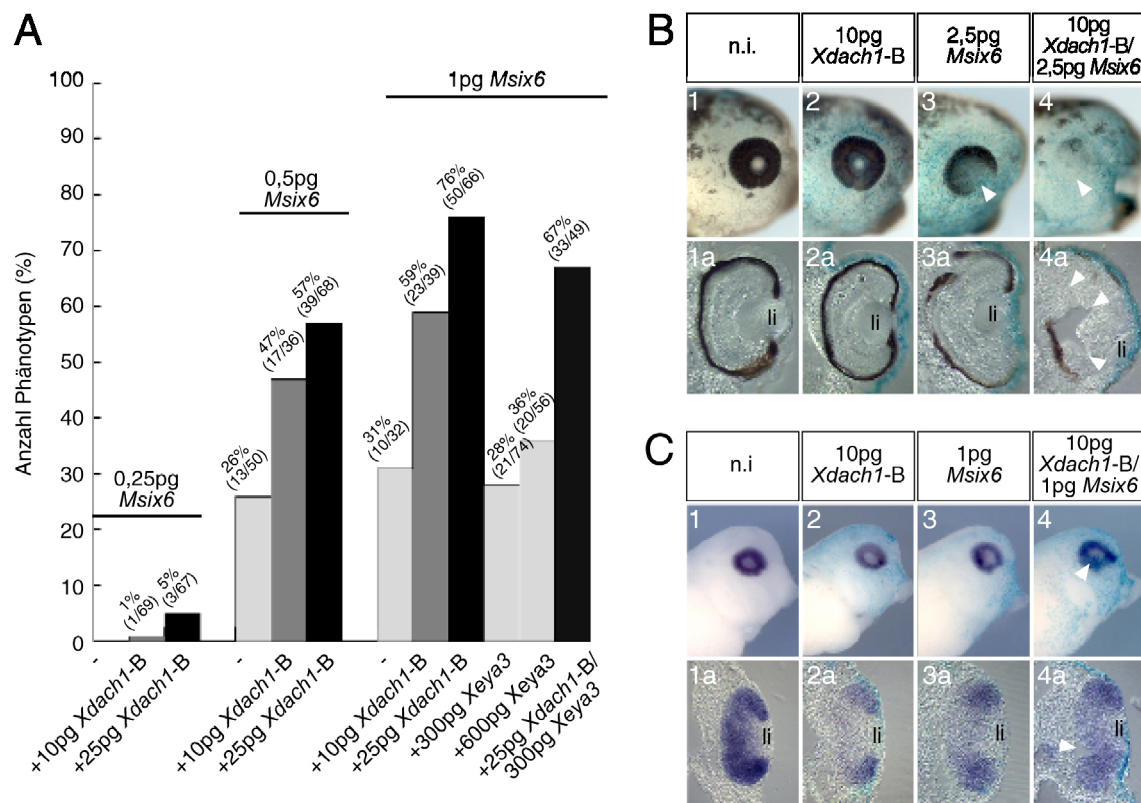 A
Anzahl Phänotypen (%)
100
90
80
70
60
50
40
30
20
10
0
0,25pg
Msix6
1%
(1/69)
5%
(3/67)
0,5pg
Msix6
26%
(13/50)
47%
(17/36)
57%
(39/68)
1pg Msix6
31%
(10/32)
59%
(23/39)
76%
(50/66)
28%
(21/74)
36%
(20/56)
67%
(33/49)
-
+10pg Xdach1-B
+25pg Xdach1-B
-
+10pg Xdach1-B
+25pg Xdach1-B
-
+10pg Xdach1-B
+25pg Xdach1-B
+300pg Xeya3
+600pg Xeya3
+25pg Xdach1-B/
300pg Xeya3
B
n.i.
10pg
Xdach1-B
2,5pg
Msix6
10pg
Xdach1-B/
2,5pg Msix6
1
2
3
4
1a
li
2a
li
3a
li
4a
li
C
n.i
10pg
Xdach1-B
1pg
Msix6
10pg
Xdach1-B/
1pg Msix6
1
2
3
4
1a
li
2a
li
3a
li
4a
li